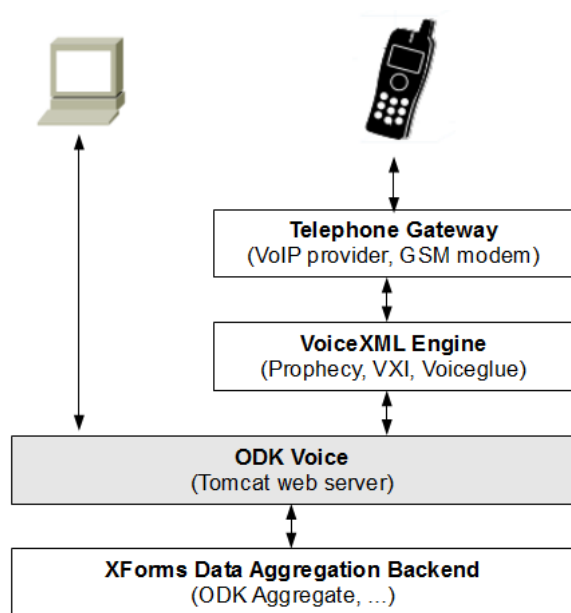 Telephone Gateway
(VoIP provider, GSM modem)
VoiceXML Engine
(Prophecy, VXI, Voiceglue)
ODK Voice
(Tomcat web server)
XForms Data Aggregation Backend
(ODK Aggregate, ...)